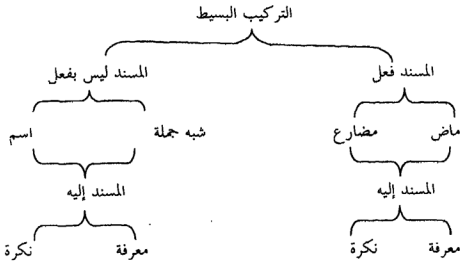 التركيب البسيط
المسند فعل المسند ليس بفعل
ماض مضارع شبه جملة اسم
المسند إليه المسند إليه
معرفة نكرة معرفة نكرة